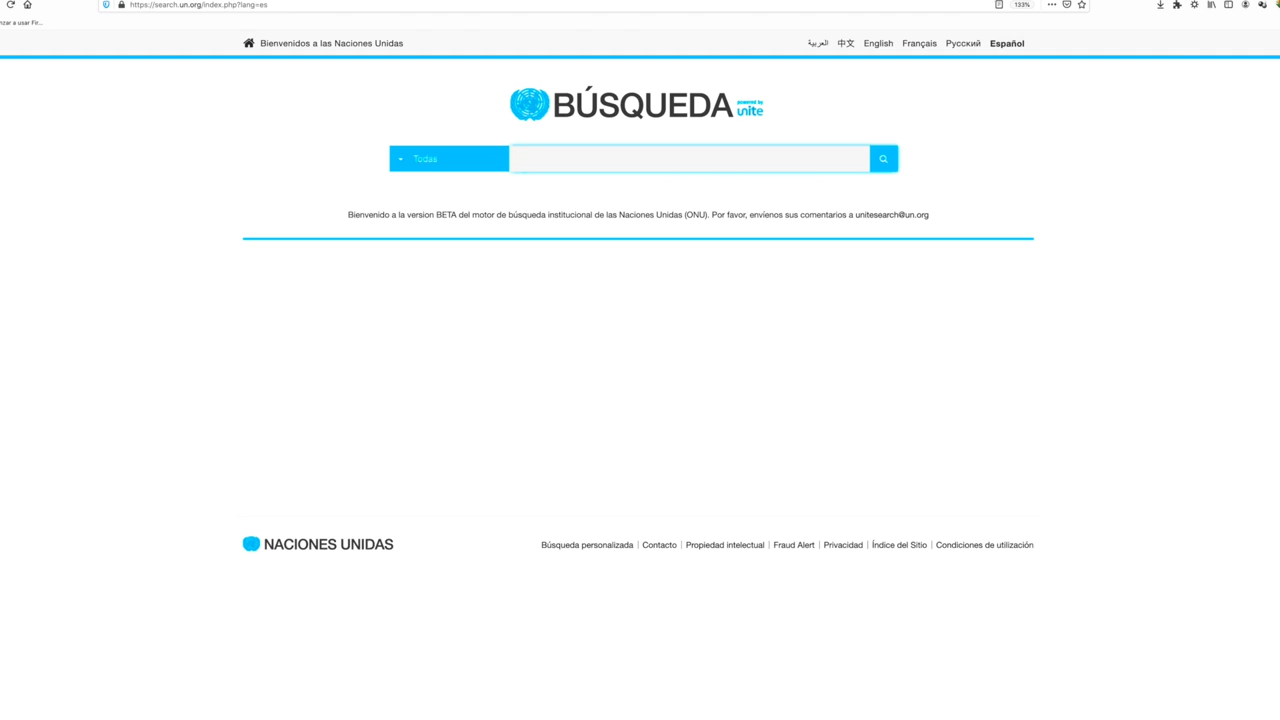 https://search.un.org/index.php?lang=es
133%
nzar a usar Fir...
Bienvenidos a las Naciones Unidas
العربية 中文 English Français Русский Español
BÚSQUEDA powered by unite
Todas
Bienvenido a la version BETA del motor de búsqueda institucional de las Naciones Unidas (ONU). Por favor, envíenos sus comentarios a unitesearch@un.org
NACIONES UNIDAS
Búsqueda personalizada | Contacto | Propiedad intelectual | Fraud Alert | Privacidad | Índice del Sitio | Condiciones de utilización